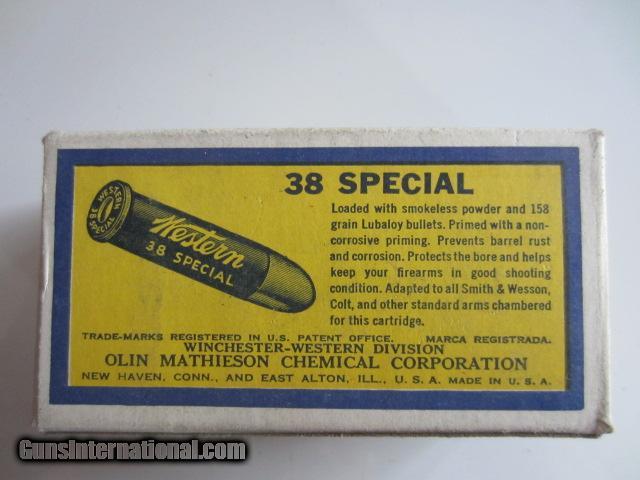 38 SPECIAL
Loaded with smokeless powder and 158
grain Lubaloy bullets. Primed with a non-
corrosive priming. Prevents barrel rust
and corrosion. Protects the bore and helps
keep your firearms in good shooting
condition. Adapted to all Smith & Wesson,
Colt, and other standard arms chambered
for this cartridge.
WESTERN
38 SPECIAL
Western
38 SPECIAL
TRADE-MARKS REGISTERED IN U.S. PATENT OFFICE. MARCA REGISTRADA.
WINCHESTER-WESTERN DIVISION
OLIN MATHIESON CHEMICAL CORPORATION
NEW HAVEN, CONN., AND EAST ALTON, ILL., U. S. A. MADE IN U. S. A.
GunsInternational.com